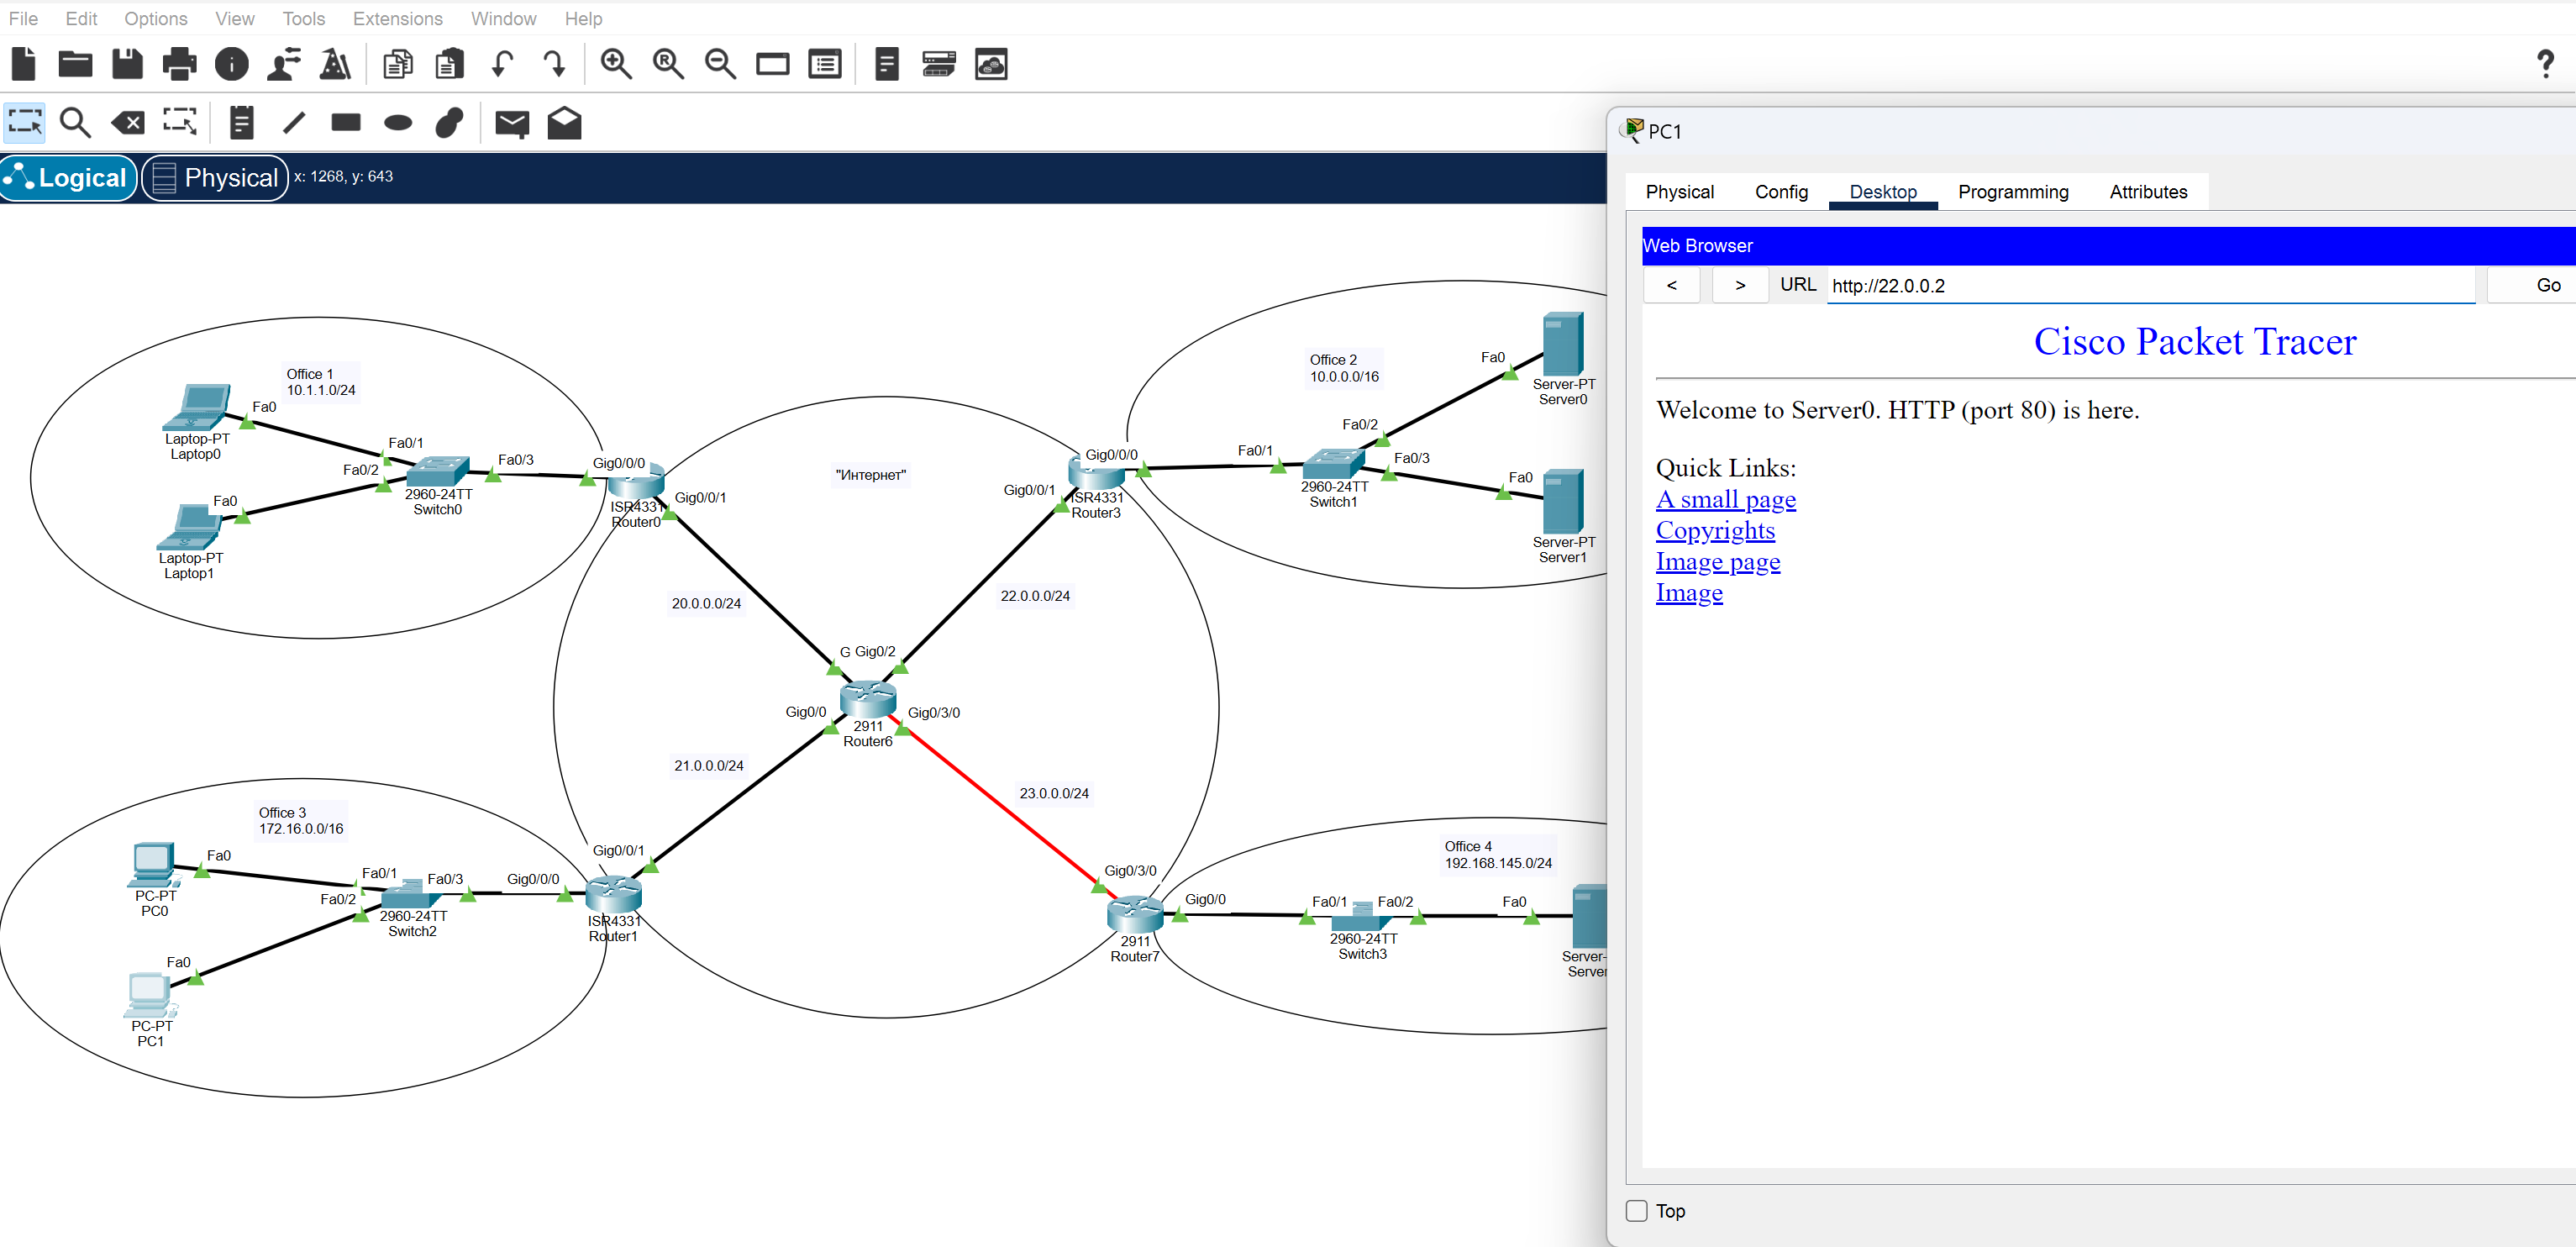 File Edit Options View Tools Extensions Window Help
Logical Physical x: 1268, y: 643
Office 1
10.1.1.0/24
Fa0
Laptop-PT
Laptop0
Fa0/1
Fa0/2
Fa0
Laptop-PT
Laptop1
2960-24TT
Switch0
Fa0/3
Gig0/0/0
Gig0/0/1
ISR4331
Router0
"Интернет"
Gig0/0/0
Gig0/0/1
ISR4331
Router3
Office 2
10.0.0.0/16
Fa0/1
Fa0/2
Fa0/3
2960-24TT
Switch1
Fa0
Server-PT
Server0
Fa0
Server-PT
Server1
20.0.0.0/24
22.0.0.0/24
G Gig0/2
Gig0/0
Gig0/3/0
2911
Router6
21.0.0.0/24
23.0.0.0/24
Office 3
172.16.0.0/16
Fa0
PC-PT
PC0
Fa0/1
Fa0/2
Fa0/3
2960-24TT
Switch2
Fa0
PC-PT
PC1
Gig0/0/0
Gig0/0/1
ISR4331
Router1
Gig0/3/0
Gig0/0
2911
Router7
Office 4
192.168.145.0/24
Fa0/1
Fa0/2
2960-24TT
Switch3
Fa0
Server-
Server
PC1
Physical Config Desktop Programming Attributes
Web Browser
< > URL http://22.0.0.2 Go
Cisco Packet Tracer
Welcome to Server0. HTTP (port 80) is here.
Quick Links:
A small page
Copyrights
Image page
Image
Top